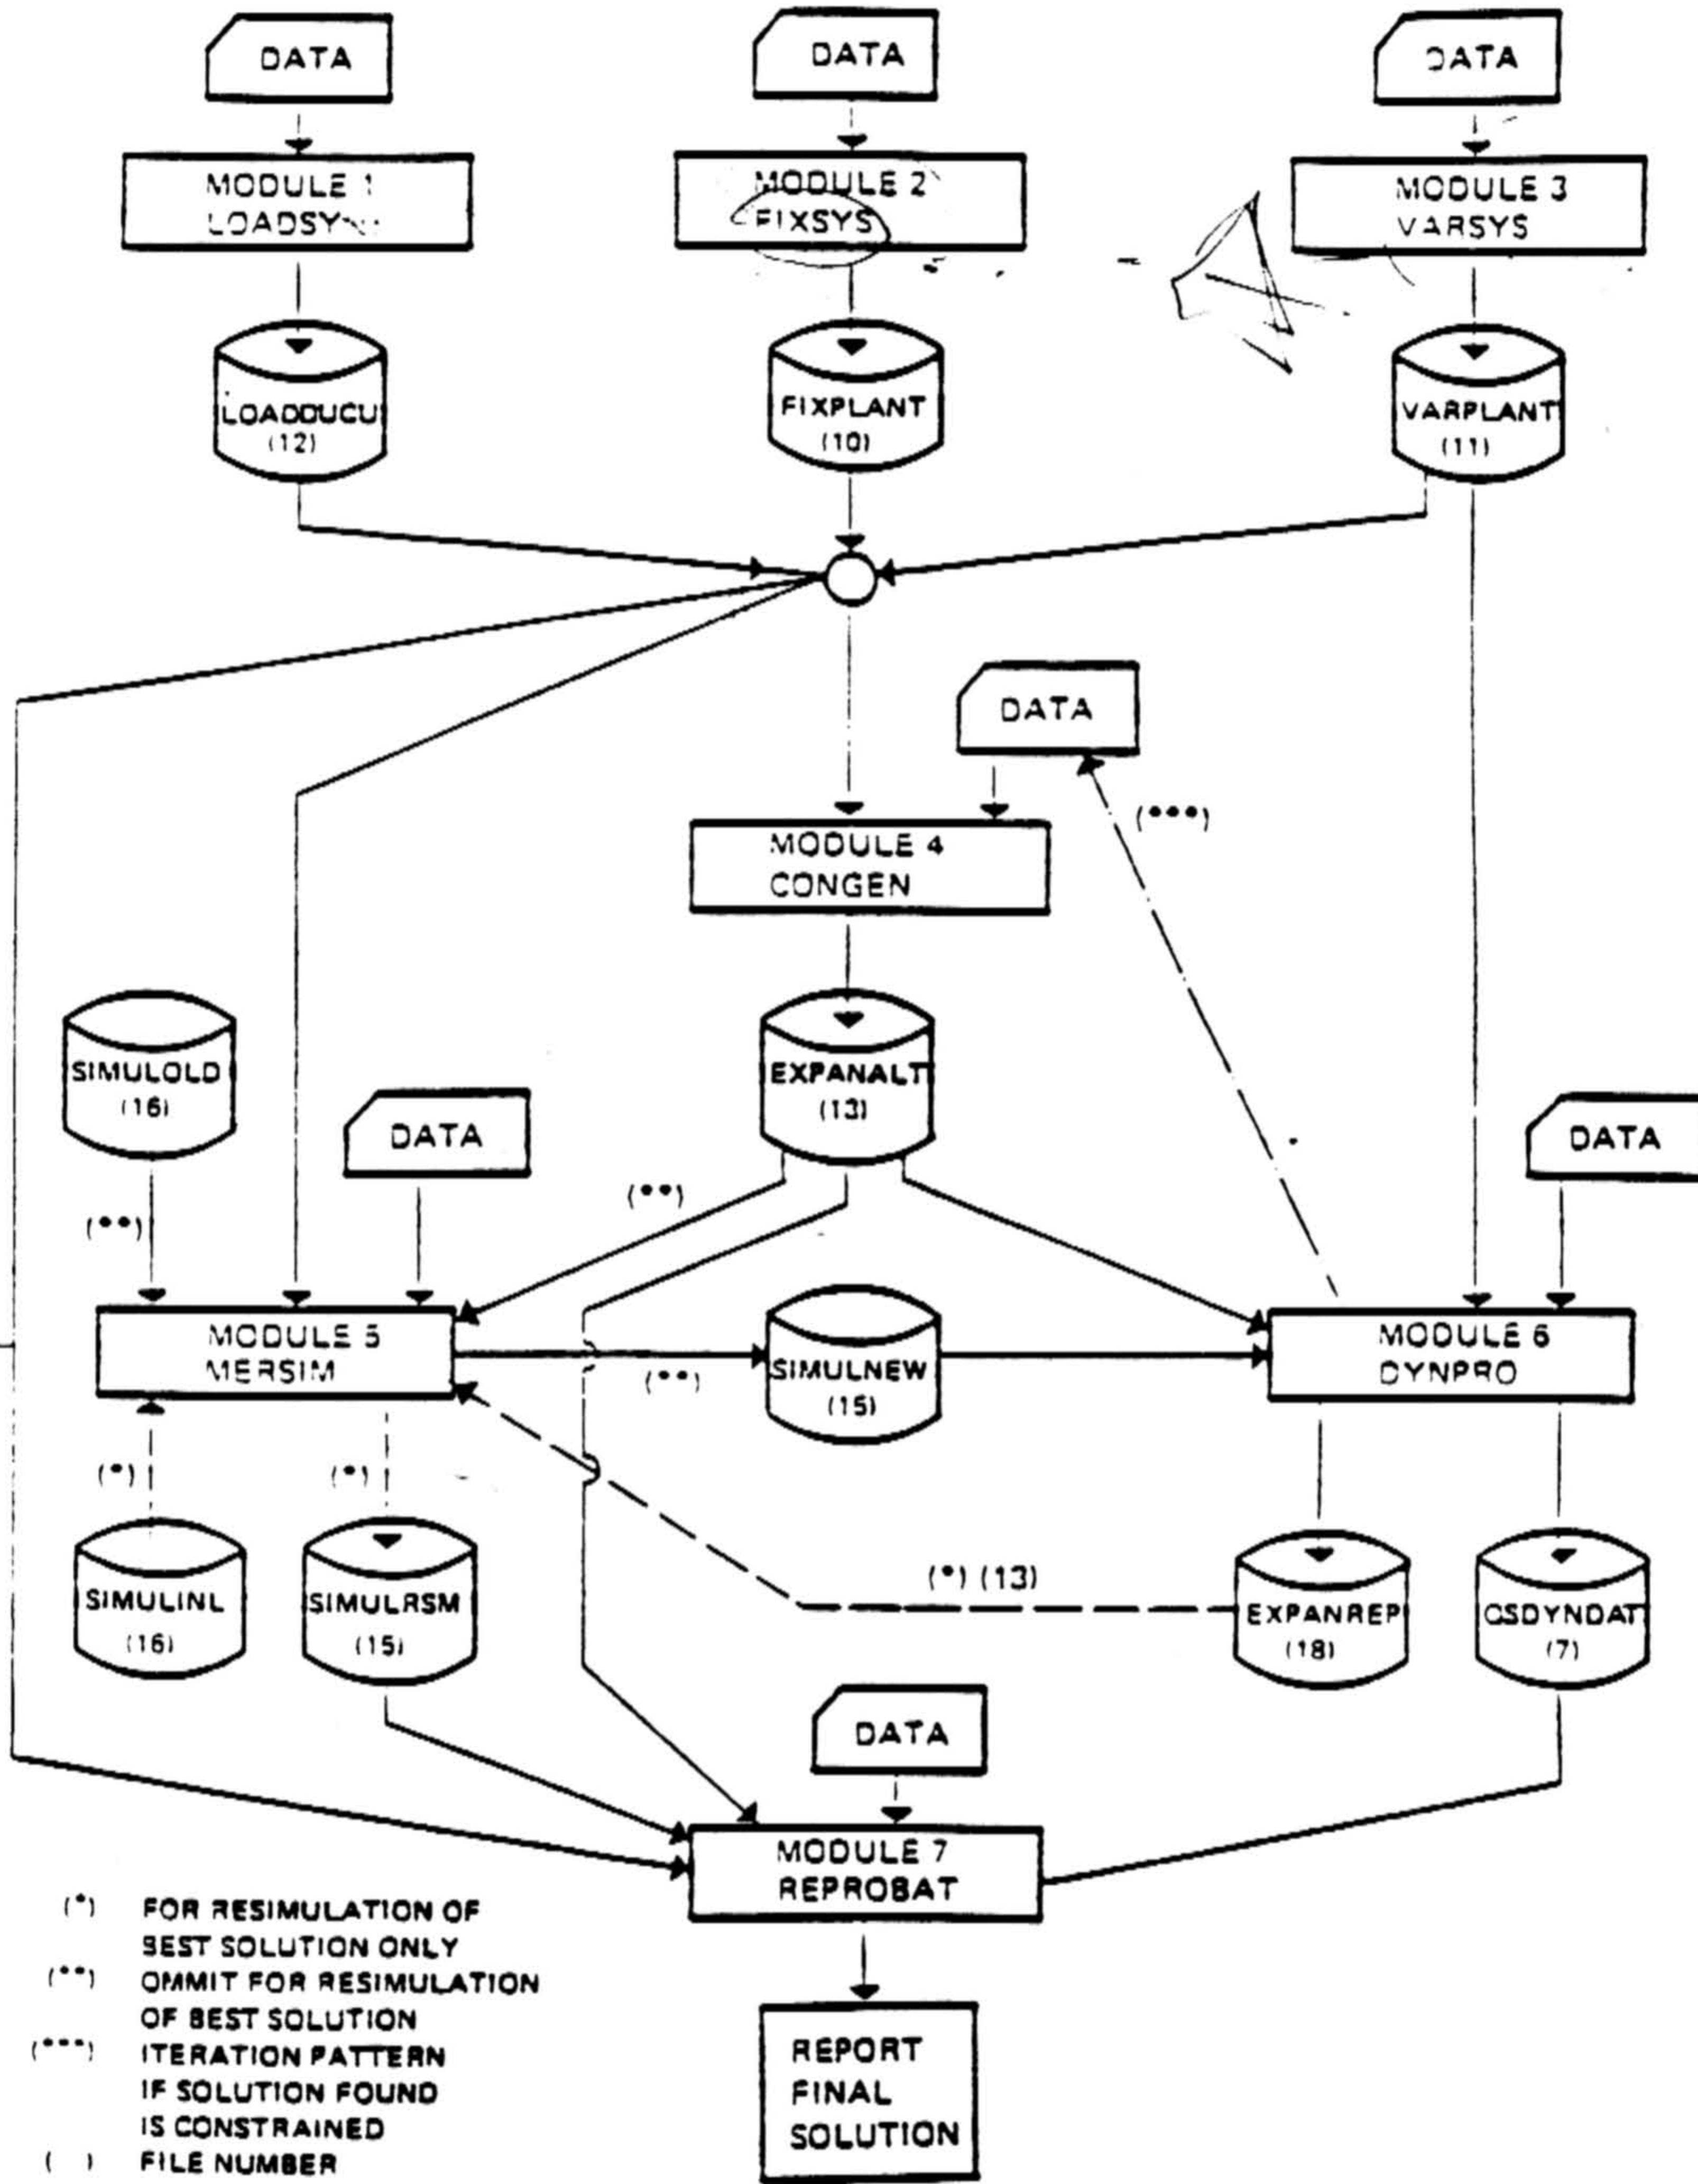 DATA
DATA
DATA
MODULE 1
LOADSY
MODULE 2
FIXSYS
MODULE 3
VARSYS
LOADDUCU
(12)
FIXPLANT
(10)
VARPLANT
(11)
DATA
(***)
MODULE 4
CONGEN
SIMULOLD
(16)
DATA
EXPANALT
(13)
DATA
(**)
(**)
MODULE 5
MERSIM
(**)
SIMULNEW
(15)
MODULE 6
DYNPRO
(*)
(*)
SIMULINL
(16)
SIMULRSM
(15)
(*) (13)
EXPANREP
(18)
OSDYNDAT
(7)
DATA
MODULE 7
REPROBAT
(*) FOR RESIMULATION OF
BEST SOLUTION ONLY
(**) OMMIT FOR RESIMULATION
OF BEST SOLUTION
(***) ITERATION PATTERN
IF SOLUTION FOUND
IS CONSTRAINED
( ) FILE NUMBER
REPORT
FINAL
SOLUTION